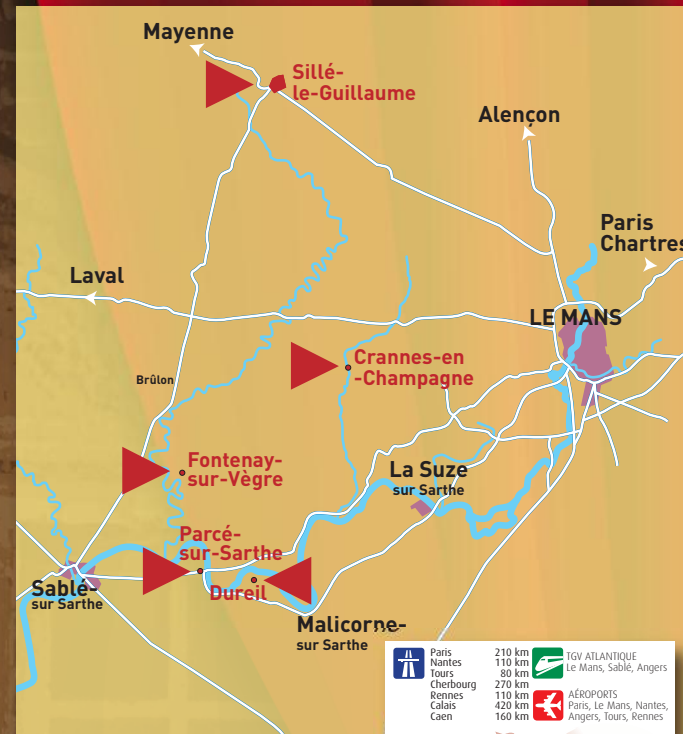 Mayenne
Sillé-
le-Guillaume
Alençon
Paris
Chartres
Laval
LE MANS
Crannes-en
-Champagne
Brûlon
Fontenay-
sur-Vègre
La Suze
sur Sarthe
Parcé-
sur-Sarthe
Dureil
Sablé-
sur Sarthe
Malicorne-
sur Sarthe
Paris 210 km
Nantes 110 km
Tours 80 km
Cherbourg 270 km
Rennes 110 km
Calais 420 km
Caen 160 km
TGV ATLANTIQUE
Le Mans, Sablé, Angers
AÉROPORTS
Paris, Le Mans, Nantes,
Angers, Tours, Rennes